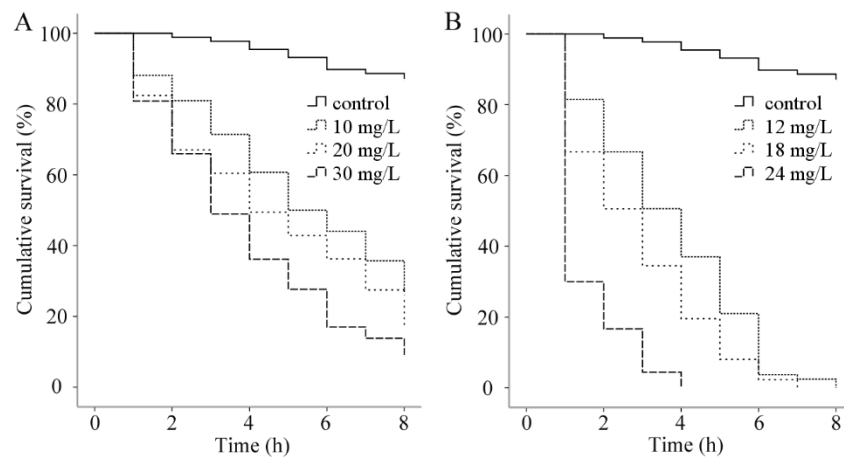 A
Cumulative survival (%)
100
80
60
40
20
0
control
10 mg/L
20 mg/L
30 mg/L
0 2 4 6 8
Time (h)
B
Cumulative survival (%)
100
80
60
40
20
0
control
12 mg/L
18 mg/L
24 mg/L
0 2 4 6 8
Time (h)